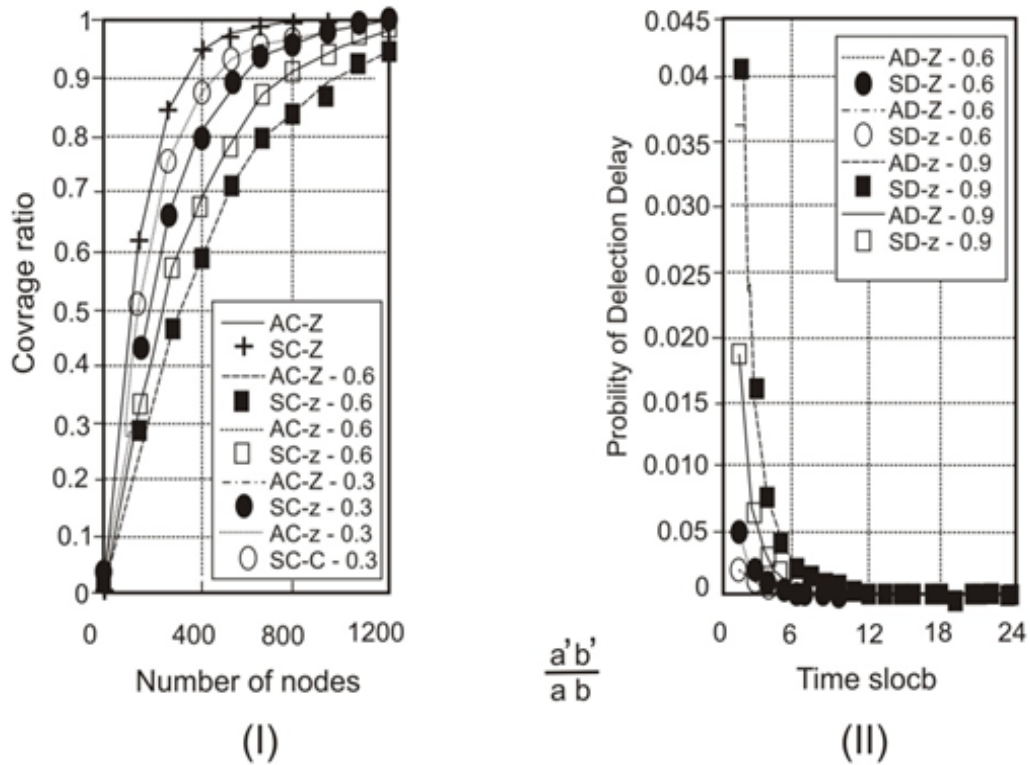 1
0.9
0.8
0.7
0.6
0.5
0.4
0.3
0.2
0.1
0
Covrage ratio
AC-Z
SC-Z
AC-Z - 0.6
SC-z - 0.6
AC-z - 0.6
SC-z - 0.6
AC-Z - 0.3
SC-z - 0.3
AC-z - 0.3
SC-C - 0.3
0 400 800 1200
Number of nodes
(I)
a'b'
a b
0.045
0.04
0.035
0.030
0.025
0.020
0.015
0.010
0.05
0
Probility of Delection Delay
AD-Z - 0.6
SD-Z - 0.6
AD-Z - 0.6
SD-z - 0.6
AD-z - 0.9
SD-z - 0.9
AD-Z - 0.9
SD-z - 0.9
0 6 12 18 24
Time slocb
(II)